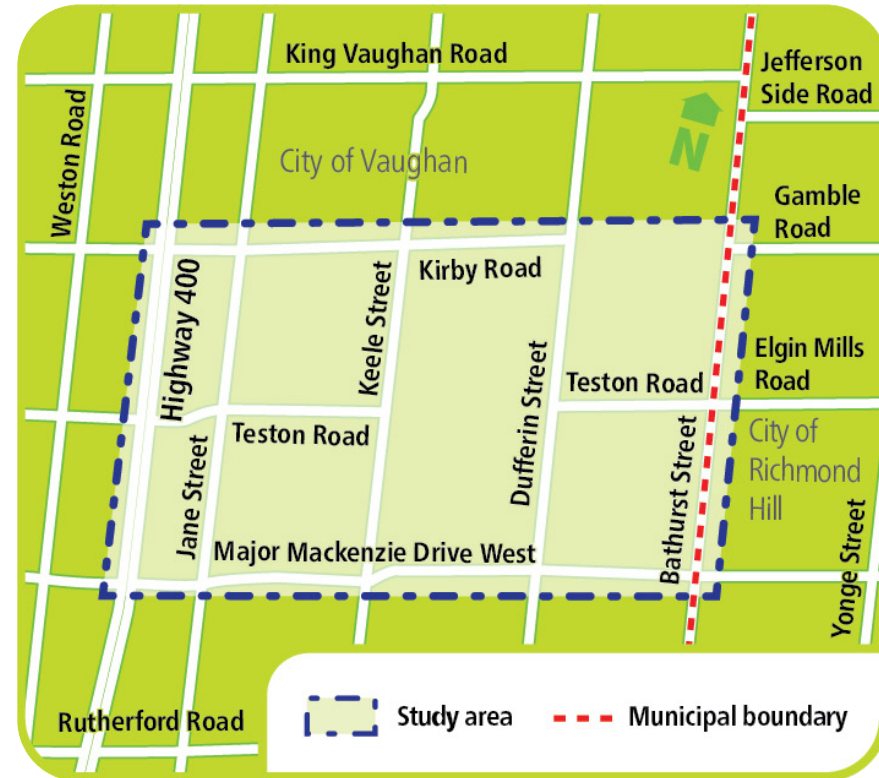 King Vaughan Road
Jefferson
Side Road
Weston Road
City of Vaughan
N
Gamble
Road
Highway 400
Keele Street
Kirby Road
Elgin Mills
Road
Teston Road
Dufferin Street
Teston Road
Jane Street
Bathurst Street
City of
Richmond
Hill
Major Mackenzie Drive West
Yonge Street
Rutherford Road
Study area
Municipal boundary